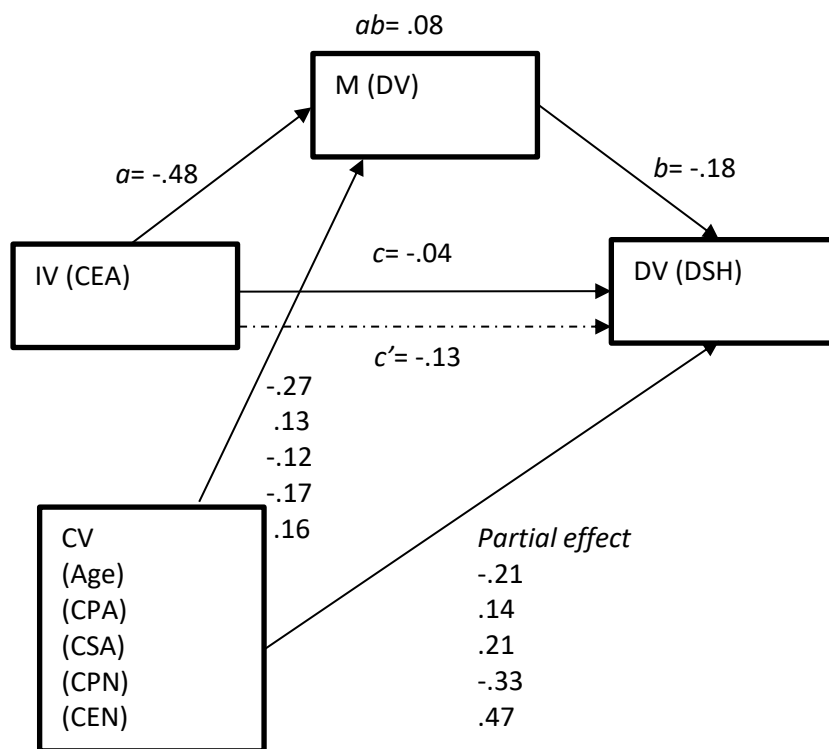 ab= .08
M (DV)
a= -.48
b= -.18
IV (CEA)
c= -.04
DV (DSH)
c’= -.13
-.27
.13
-.12
-.17
.16
CV
(Age)
(CPA)
(CSA)
(CPN)
(CEN)
Partial effect
-.21
.14
.21
-.33
.47